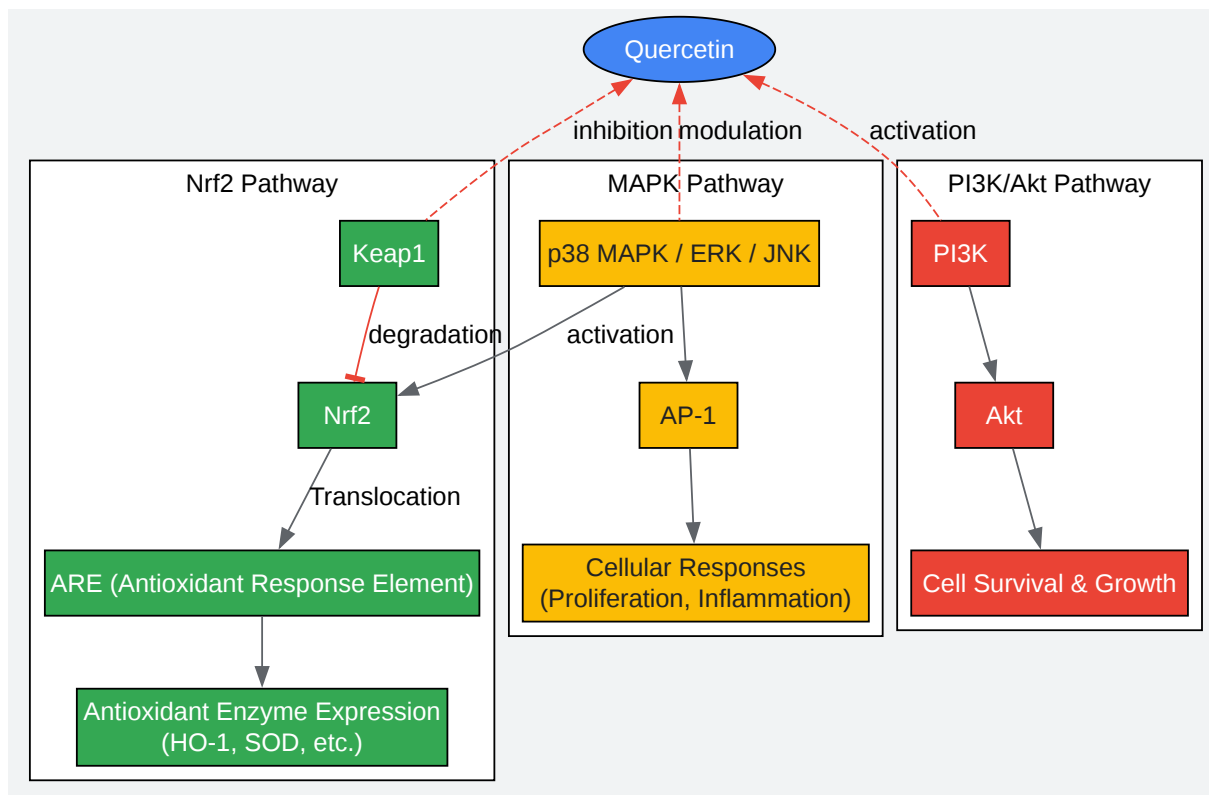 Quercetin
inhibition
modulation
activation
Nrf2 Pathway
MAPK Pathway
PI3K/Akt Pathway
Keap1
p38 MAPK / ERK / JNK
PI3K
degradation
activation
Nrf2
AP-1
Akt
Translocation
ARE (Antioxidant Response Element)
Cellular Responses
(Proliferation, Inflammation)
Cell Survival & Growth
Antioxidant Enzyme Expression
(HO-1, SOD, etc.)